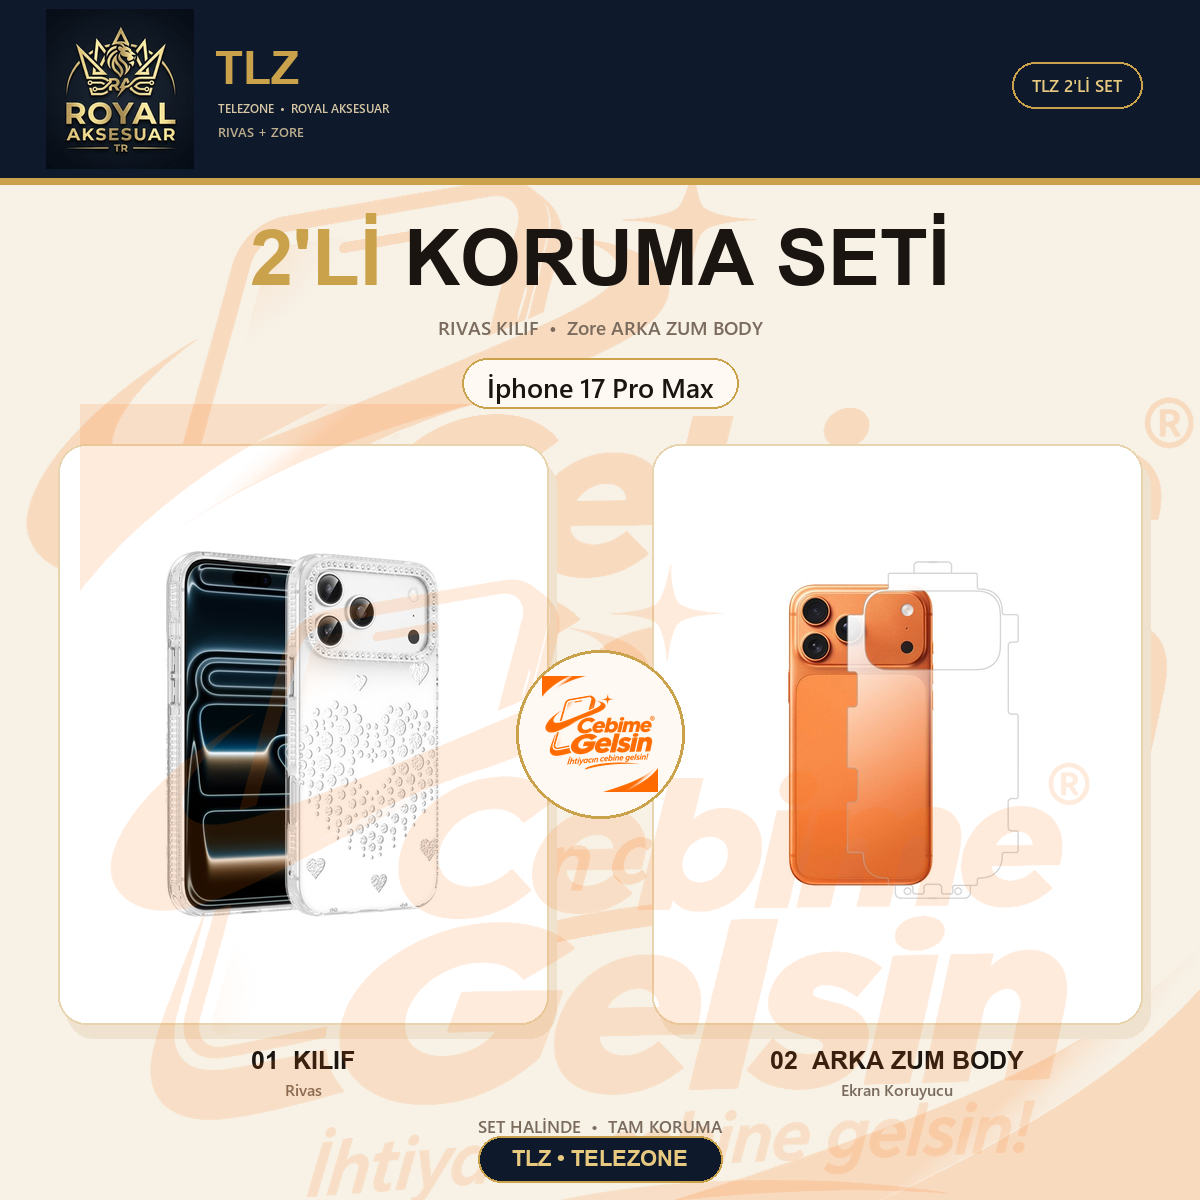 ROYAL
AKSESUAR
TR
TLZ
TELEZONE • ROYAL AKSESUAR
RIVAS + ZORE
TLZ 2'Lİ SET
2'Lİ KORUMA SETİ
RIVAS KILIF • Zore ARKA ZUM BODY
İphone 17 Pro Max
Cebime®
Gelsin
İhtiyacın cebine gelsin!
Cebime®
Gelsin
01 KILIF
Rivas
02 ARKA ZUM BODY
Ekran Koruyucu
SET HALİNDE • TAM KORUMA
TLZ • TELEZONE